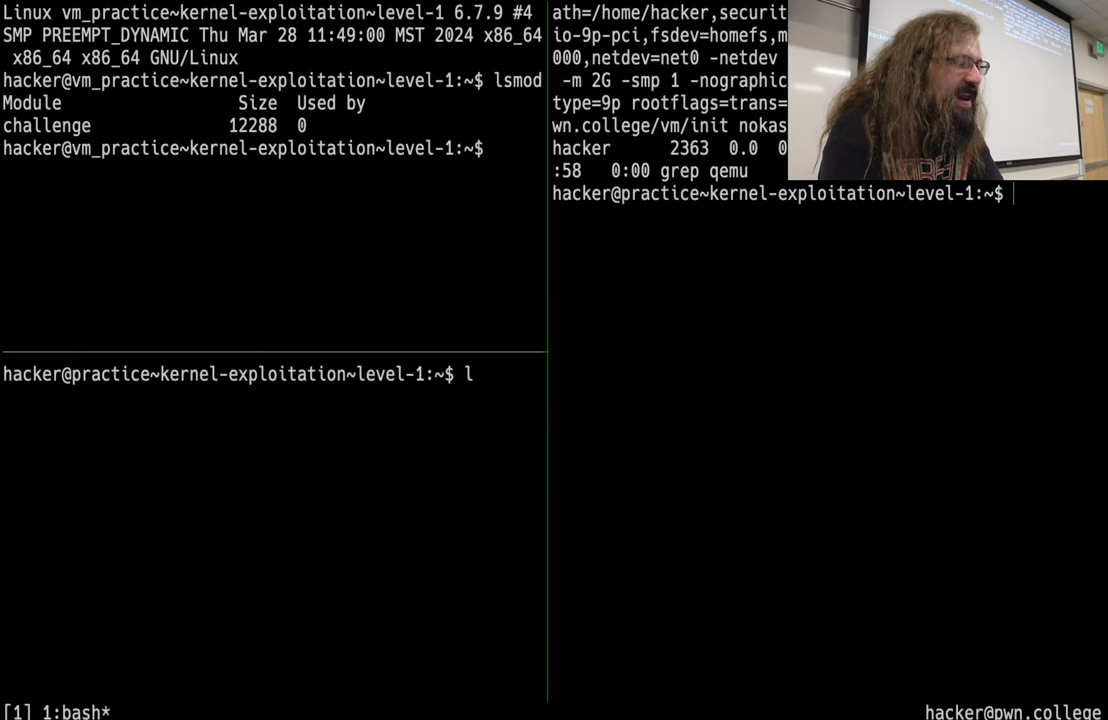 Linux vm_practice~kernel-exploitation~level-1 6.7.9 #4
SMP PREEMPT_DYNAMIC Thu Mar 28 11:49:00 MST 2024 x86_64
x86_64 x86_64 GNU/Linux
hacker@vm_practice~kernel-exploitation~level-1:~$ lsmod
Module Size Used by
challenge 12288 0
hacker@vm_practice~kernel-exploitation~level-1:~$
hacker@practice~kernel-exploitation~level-1:~$ l
ath=/home/hacker,securit
io-9p-pci,fsdev=homefs,m
000,netdev=net0 -netdev
-m 2G -smp 1 -nographic
type=9p rootflags=trans=
wn.college/vm/init nokas
hacker 2363 0.0 0
:58 0:00 grep qemu
hacker@practice~kernel-exploitation~level-1:~$
[1] 1:bash*
hacker@pwn.college